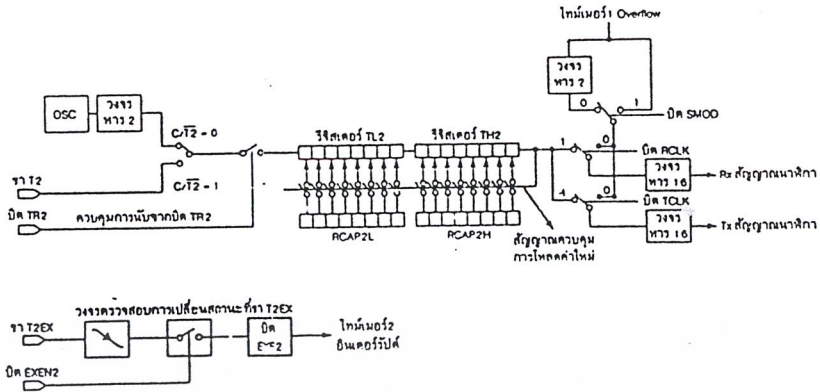 ไทม์เมอร์1 Overflow
วงจร
หาร 2
0
1
บิต SMOD
OSC
วงจร
หาร 2
C/T2 = 0
รีจิสเตอร์ TL2
รีจิสเตอร์ TH2
1
0
บิต RCLK
วงจร
หาร 16
Rx สัญญาณนาฬิกา
ขา T2
C/T2 = 1
0
บิต TCLK
บิต TR2
ควบคุมการนับจากบิต TR2
RCAP2L
RCAP2H
สัญญาณควบคุม
การโหลดค่าใหม่
วงจร
หาร 16
Tx สัญญาณนาฬิกา
วงจรตรวจสอบการเปลี่ยนสถานะที่ขา T2EX
ขา T2EX
บิต
ไทม์เมอร์2
อินเตอร์รัปต์
บิต EXEN2